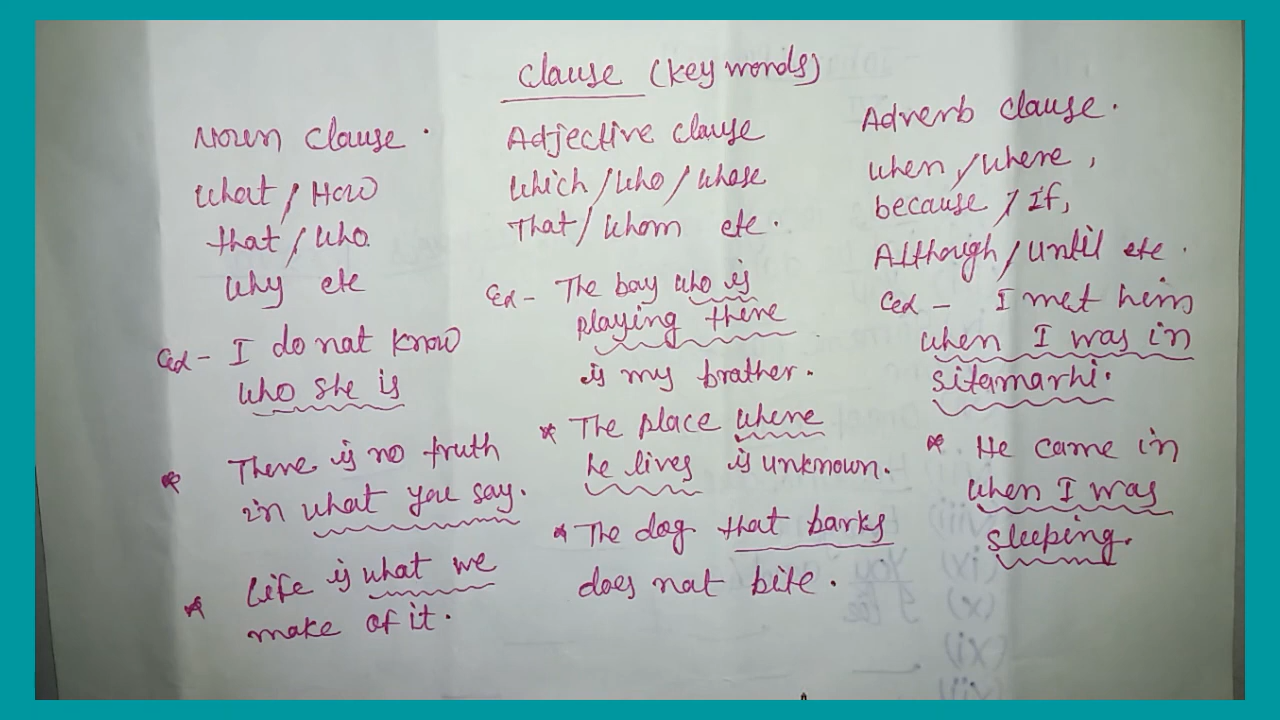 Clause (Key words)
Noun Clause.
What / How
that / who
Why etc
Ex - I do not know
who she is
* There is no truth
in what you say.
* Life is what we
make of it.
Adjective clause
Which / Who / Whose
That / Whom etc.
Ex - The boy who is
playing there
is my brother.
* The place where
he lives is unknown.
* The dog that barks
does not bite.
Adverb clause.
When / Where,
because / If,
Although / until etc.
Ex - I met him
when I was in
sitamarhi.
* He came in
when I was
sleeping.